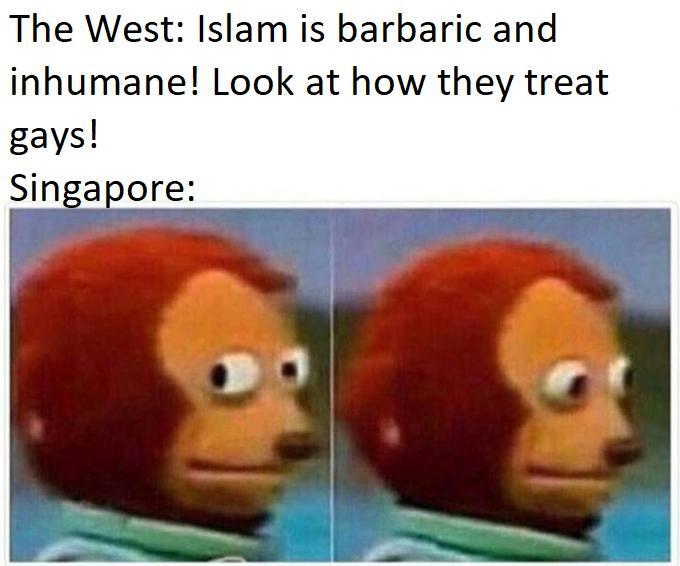 The West: Islam is barbaric and
inhumane! Look at how they treat
gays!
Singapore: